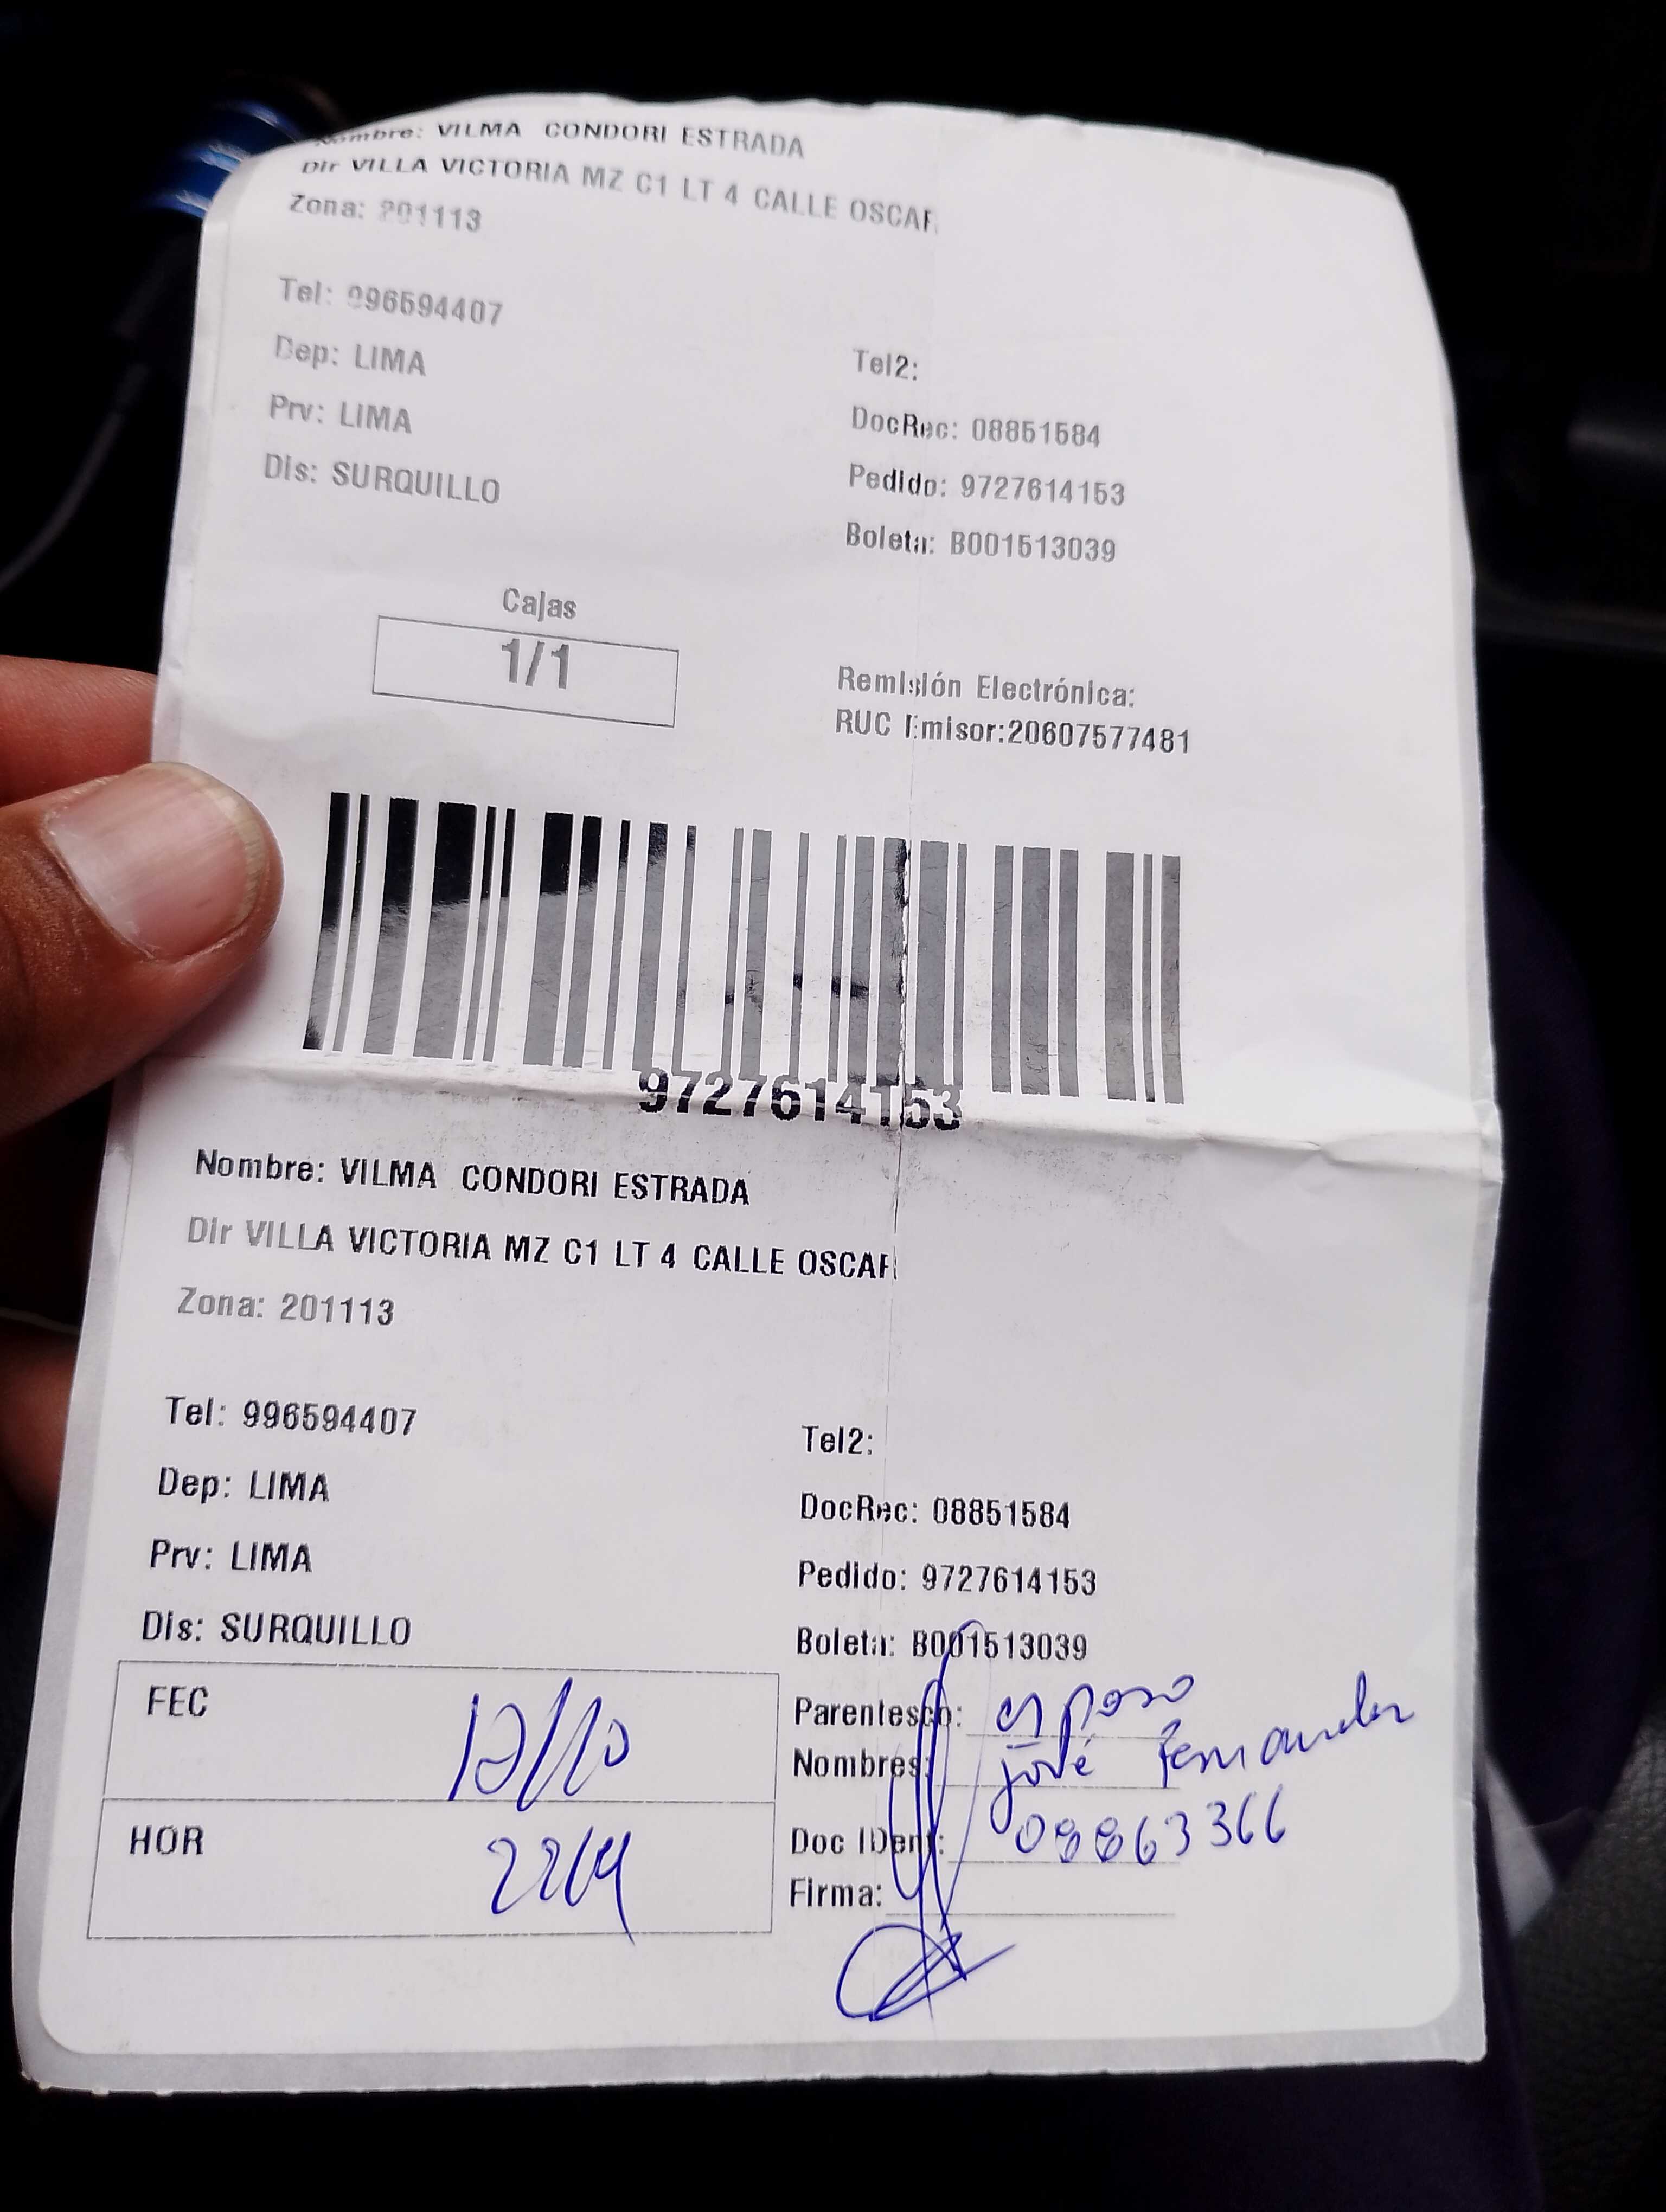 Nombre: VILMA CONDORI ESTRADA
Dir VILLA VICTORIA MZ C1 LT 4 CALLE OSCAR
Zona: 201113
Tel: 996594407
Dep: LIMA
Tel2:
Prv: LIMA
DocRec: 08851584
Dis: SURQUILLO
Pedido: 9727614153
Boleta: B001513039
Cajas
1/1
Remisión Electrónica:
RUC Emisor:20607577481
9727614153
Nombre: VILMA CONDORI ESTRADA
Dir VILLA VICTORIA MZ C1 LT 4 CALLE OSCAR
Zona: 201113
Tel: 996594407
Tel2:
Dep: LIMA
DocRec: 08851584
Prv: LIMA
Pedido: 9727614153
Dis: SURQUILLO
Boleta: B001513039
FEC
Parentesco: esposo
Nombres: José Fernandez
HOR
Doc IDent: 08863366
Firma: